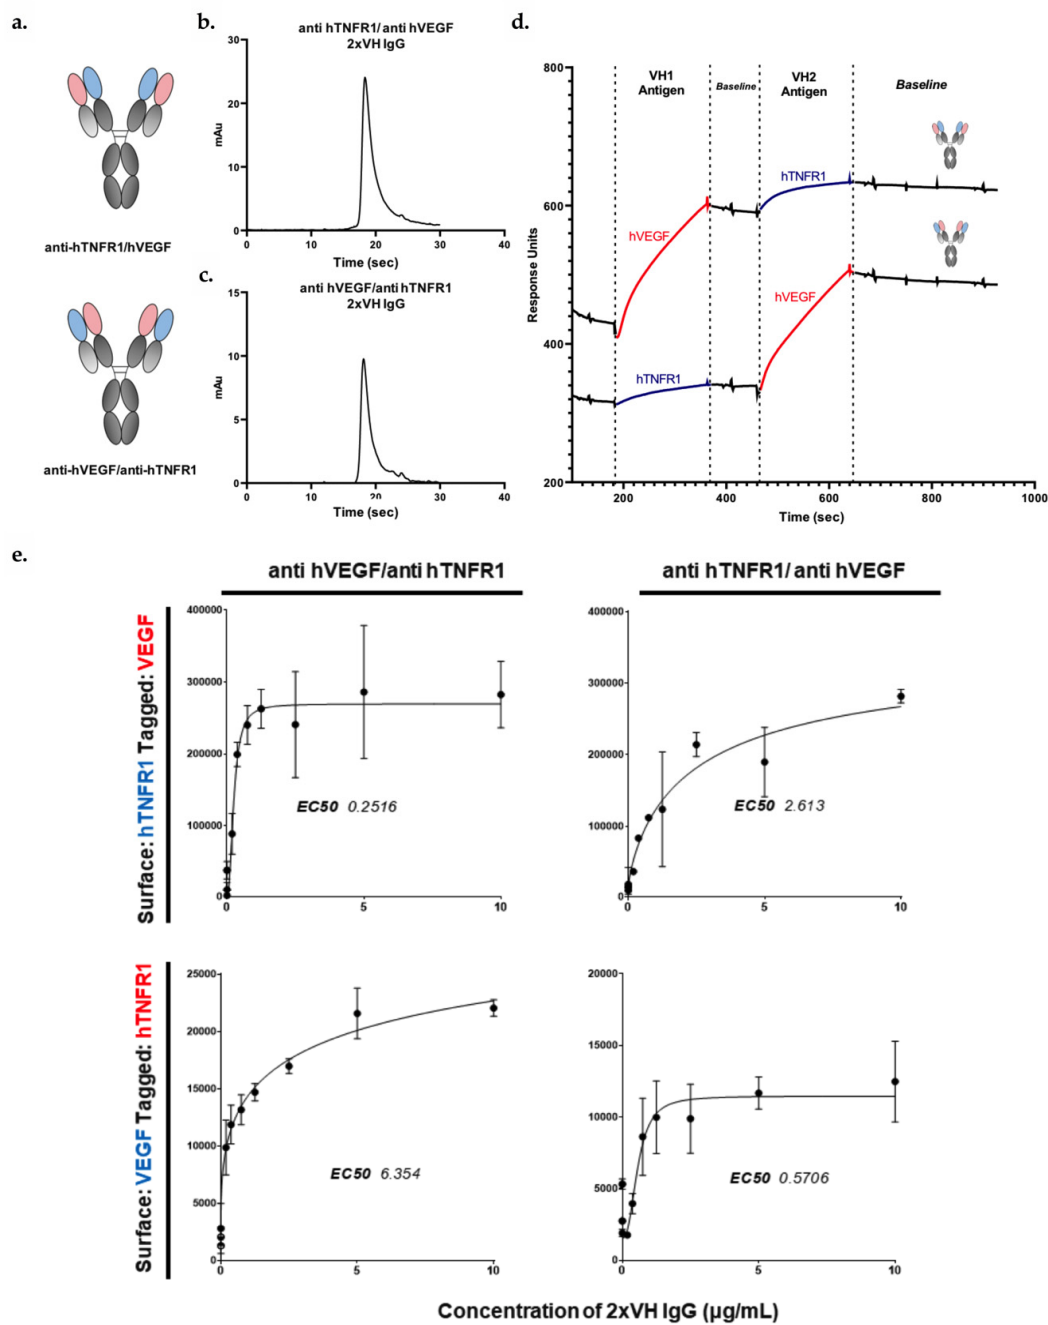 a.
anti-hTNFR1/hVEGF
anti-hVEGF/anti-hTNFR1
b.
anti hTNFR1/ anti hVEGF
2xVH IgG
30
20
10
0
mAu
0 10 20 30 40
Time (sec)
c.
anti hVEGF/anti hTNFR1
2xVH IgG
15
10
5
0
mAu
0 10 20 30 40
Time (sec)
d.
800
600
400
200
Response Units
VH1
Antigen
Baseline
VH2
Antigen
Baseline
hTNFR1
hVEGF
hVEGF
hTNFR1
200 400 600 800 1000
Time (sec)
e.
anti hVEGF/anti hTNFR1
anti hTNFR1/ anti hVEGF
Surface: hTNFR1 Tagged: VEGF
400000
300000
200000
100000
0
EC50 0.2516
0 5 10
400000
300000
200000
100000
0
EC50 2.613
0 5 10
Surface: VEGF Tagged: hTNFR1
25000
20000
15000
10000
5000
0
EC50 6.354
0 5 10
20000
15000
10000
5000
0
EC50 0.5706
0 5 10
Concentration of 2xVH IgG (µg/mL)